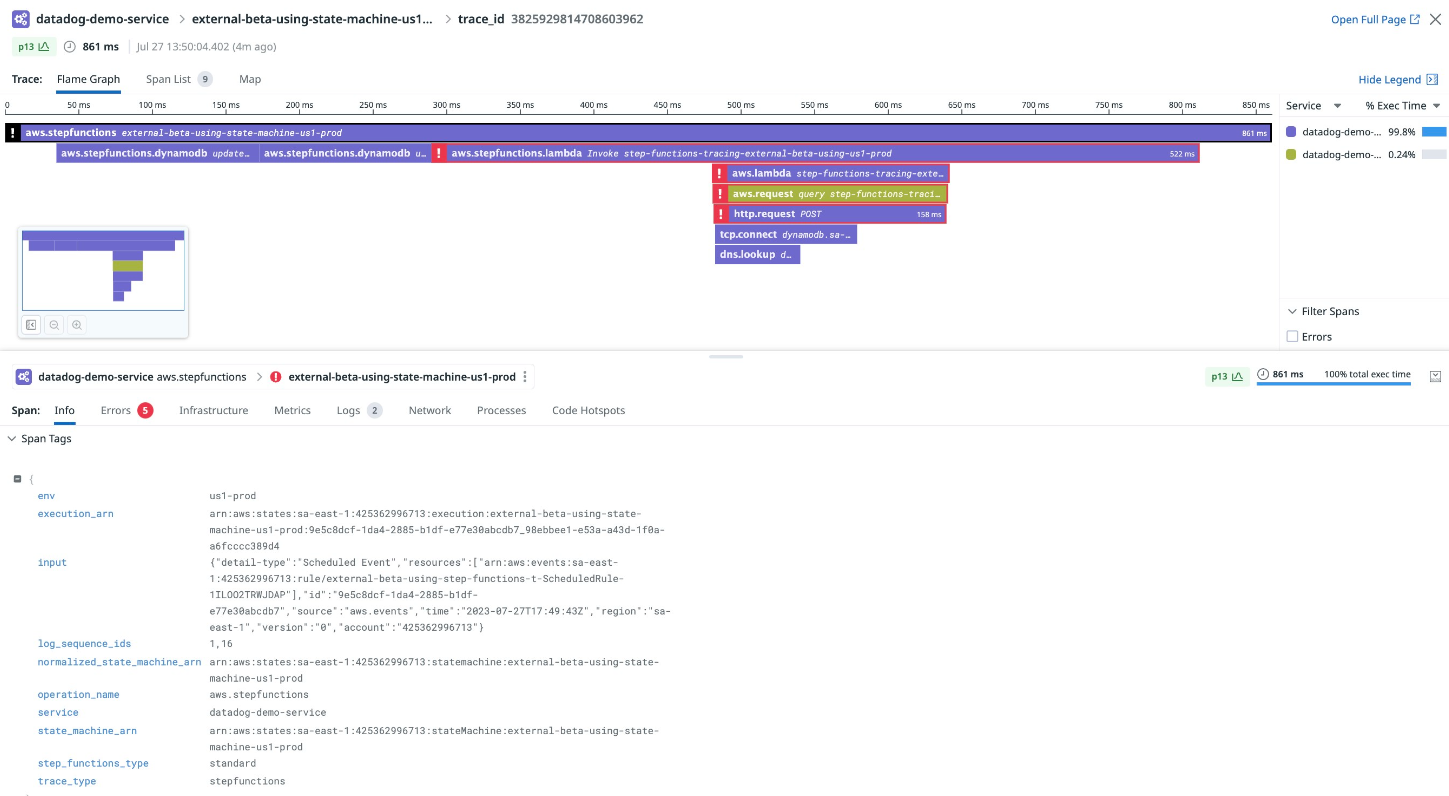 datadog-demo-service > external-beta-using-state-machine-us1... > trace_id 3825929814708603962
Open Full Page
p13 861 ms Jul 27 13:50:04.402 (4m ago)
Trace: Flame Graph Span List 9 Map
Hide Legend
0 50 ms 100 ms 150 ms 200 ms 250 ms 300 ms 350 ms 400 ms 450 ms 500 ms 550 ms 600 ms 650 ms 700 ms 750 ms 800 ms 850 ms
Service % Exec Time
! aws.stepfunctions external-beta-using-state-machine-us1-prod 861 ms
datadog-demo-... 99.8%
aws.stepfunctions.dynamodb update... aws.stepfunctions.dynamodb u... ! aws.stepfunctions.lambda Invoke step-functions-tracing-external-beta-using-us1-prod 522 ms
datadog-demo-... 0.24%
! aws.lambda step-functions-tracing-exte...
! aws.request query step-functions-traci...
! http.request POST 158 ms
tcp.connect dynamodb.sa-...
dns.lookup d...
Filter Spans
Errors
datadog-demo-service aws.stepfunctions > ! external-beta-using-state-machine-us1-prod
p13 861 ms 100% total exec time
Span: Info Errors 5 Infrastructure Metrics Logs 2 Network Processes Code Hotspots
Span Tags
{
env us1-prod
execution_arn arn:aws:states:sa-east-1:425362996713:execution:external-beta-using-state-
machine-us1-prod:9e5c8dcf-1da4-2885-b1df-e77e30abcdb7_98ebbee1-e53a-a43d-1f0a-
a6fcccc389d4
input {"detail-type":"Scheduled Event","resources":["arn:aws:events:sa-east-
1:425362996713:rule/external-beta-using-step-functions-t-ScheduledRule-
1ILOO2TRWJDAP"],"id":"9e5c8dcf-1da4-2885-b1df-
e77e30abcdb7","source":"aws.events","time":"2023-07-27T17:49:43Z","region":"sa-
east-1","version":"0","account":"425362996713"}
log_sequence_ids 1,16
normalized_state_machine_arn arn:aws:states:sa-east-1:425362996713:statemachine:external-beta-using-state-
machine-us1-prod
operation_name aws.stepfunctions
service datadog-demo-service
state_machine_arn arn:aws:states:sa-east-1:425362996713:stateMachine:external-beta-using-state-
machine-us1-prod
step_functions_type standard
trace_type stepfunctions